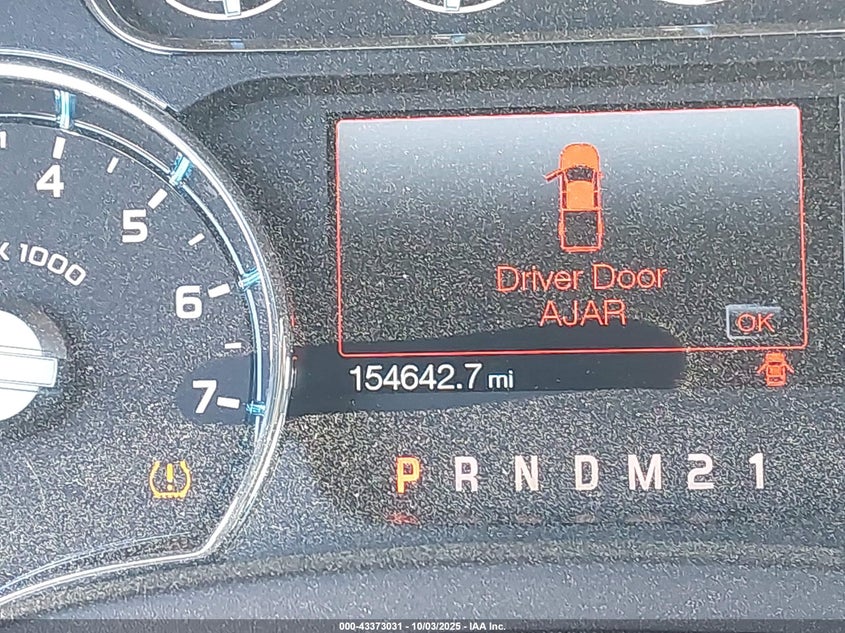 4
5
x 1000
6
7
Driver Door
AJAR
OK
154642.7 mi
P R N D M 2 1
000-43373031 - 10/03/2025 - IAA Inc.